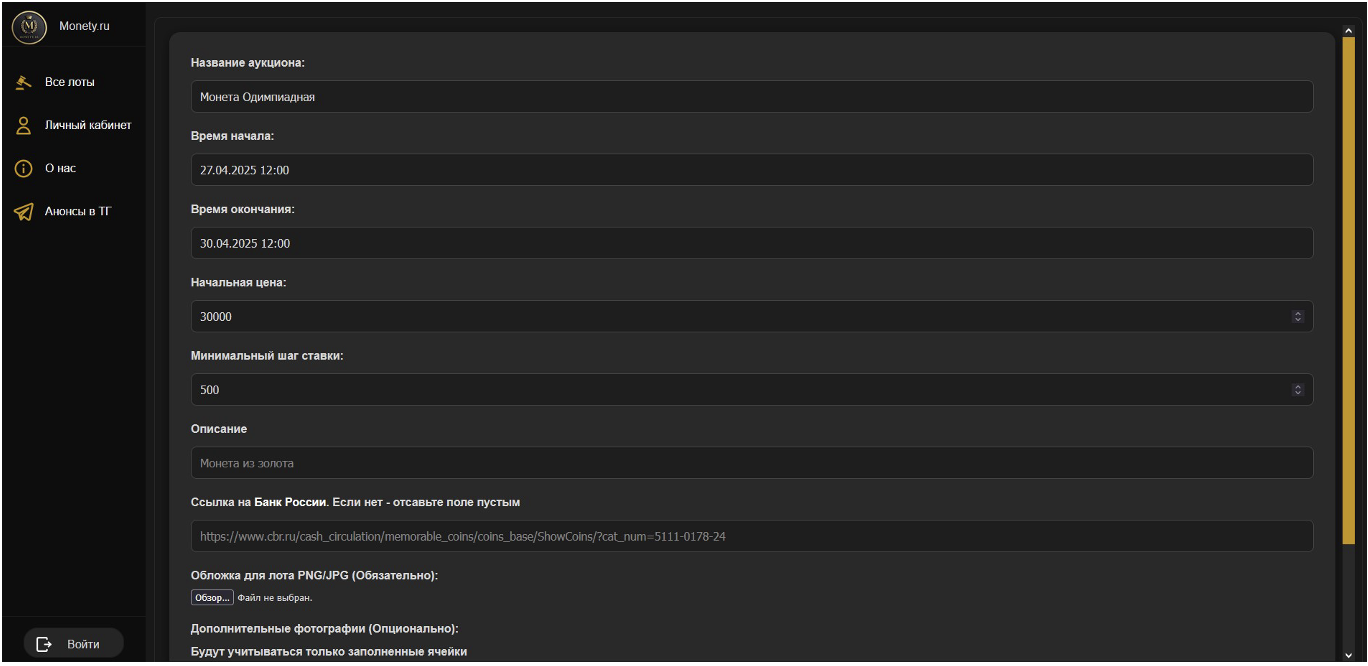 Monety.ru
Все лоты
Личный кабинет
О нас
Анонсы в ТГ
Войти
Название аукциона:
Монета Одимпиадная
Время начала:
27.04.2025 12:00
Время окончания:
30.04.2025 12:00
Начальная цена:
30000
Минимальный шаг ставки:
500
Описание
Монета из золота
Ссылка на Банк России. Если нет - отсавьте поле пустым
https://www.cbr.ru/cash_circulation/memorable_coins/coins_base/ShowCoins/?cat_num=5111-0178-24
Обложка для лота PNG/JPG (Обязательно):
Обзор... Файл не выбран.
Дополнительные фотографии (Опционально):
Будут учитываться только заполненные ячейки